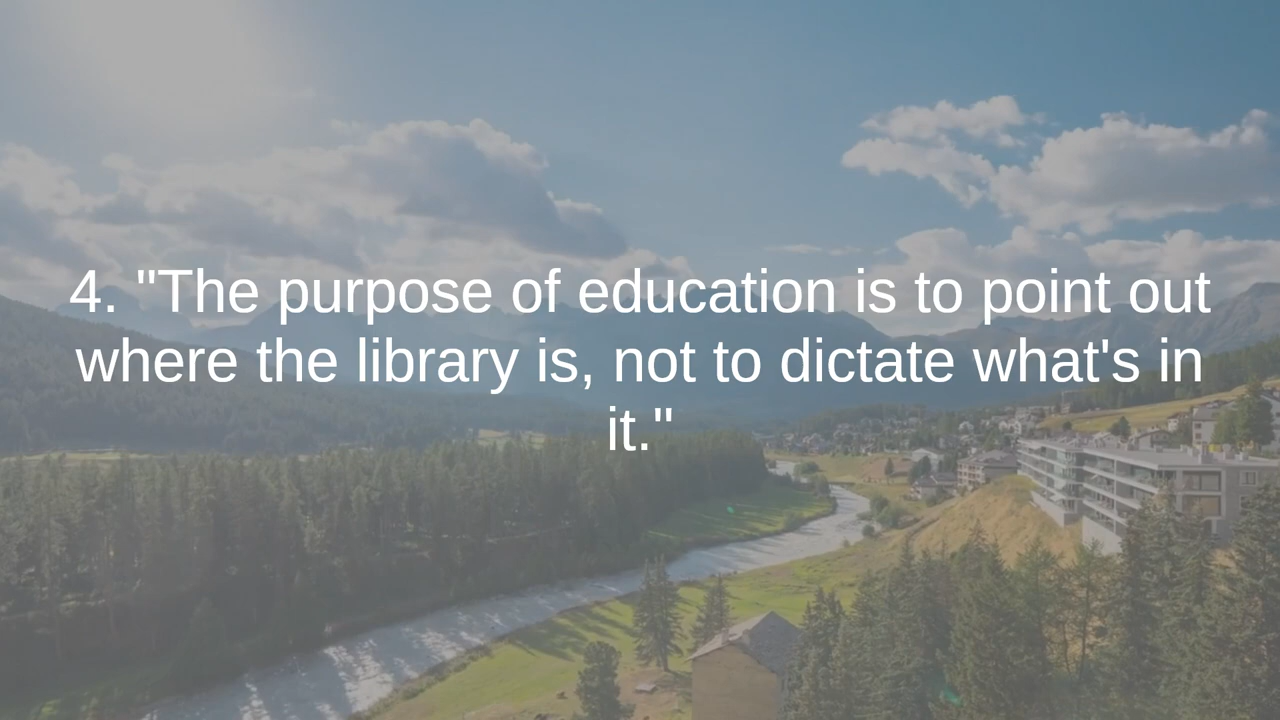 4. "The purpose of education is to point out
where the library is, not to dictate what's in
it."